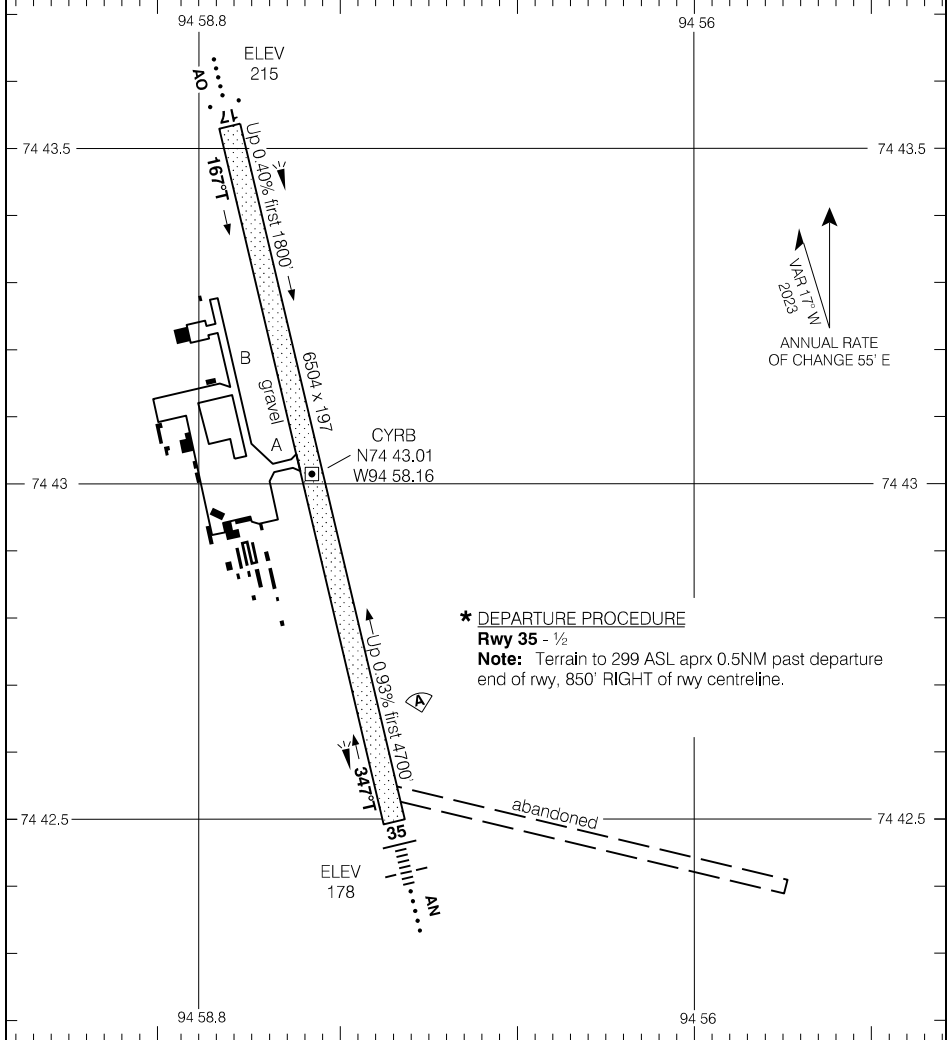 94 58.8
94 56
ELEV
215
AO
17
74 43.5
74 43.5
167°T
Up 0.40% first 1800'
VAR 17° W
2023
ANNUAL RATE
OF CHANGE 55' E
B
gravel
A
6504 x 197
CYRB
N74 43.01
W94 58.16
74 43
74 43
* DEPARTURE PROCEDURE
Rwy 35 - ½
Note: Terrain to 299 ASL aprx 0.5NM past departure
end of rwy, 850' RIGHT of rwy centreline.
Up 0.93% first 4700'
A
347°T
abandoned
74 42.5
74 42.5
35
ELEV
178
AN
94 58.8
94 56